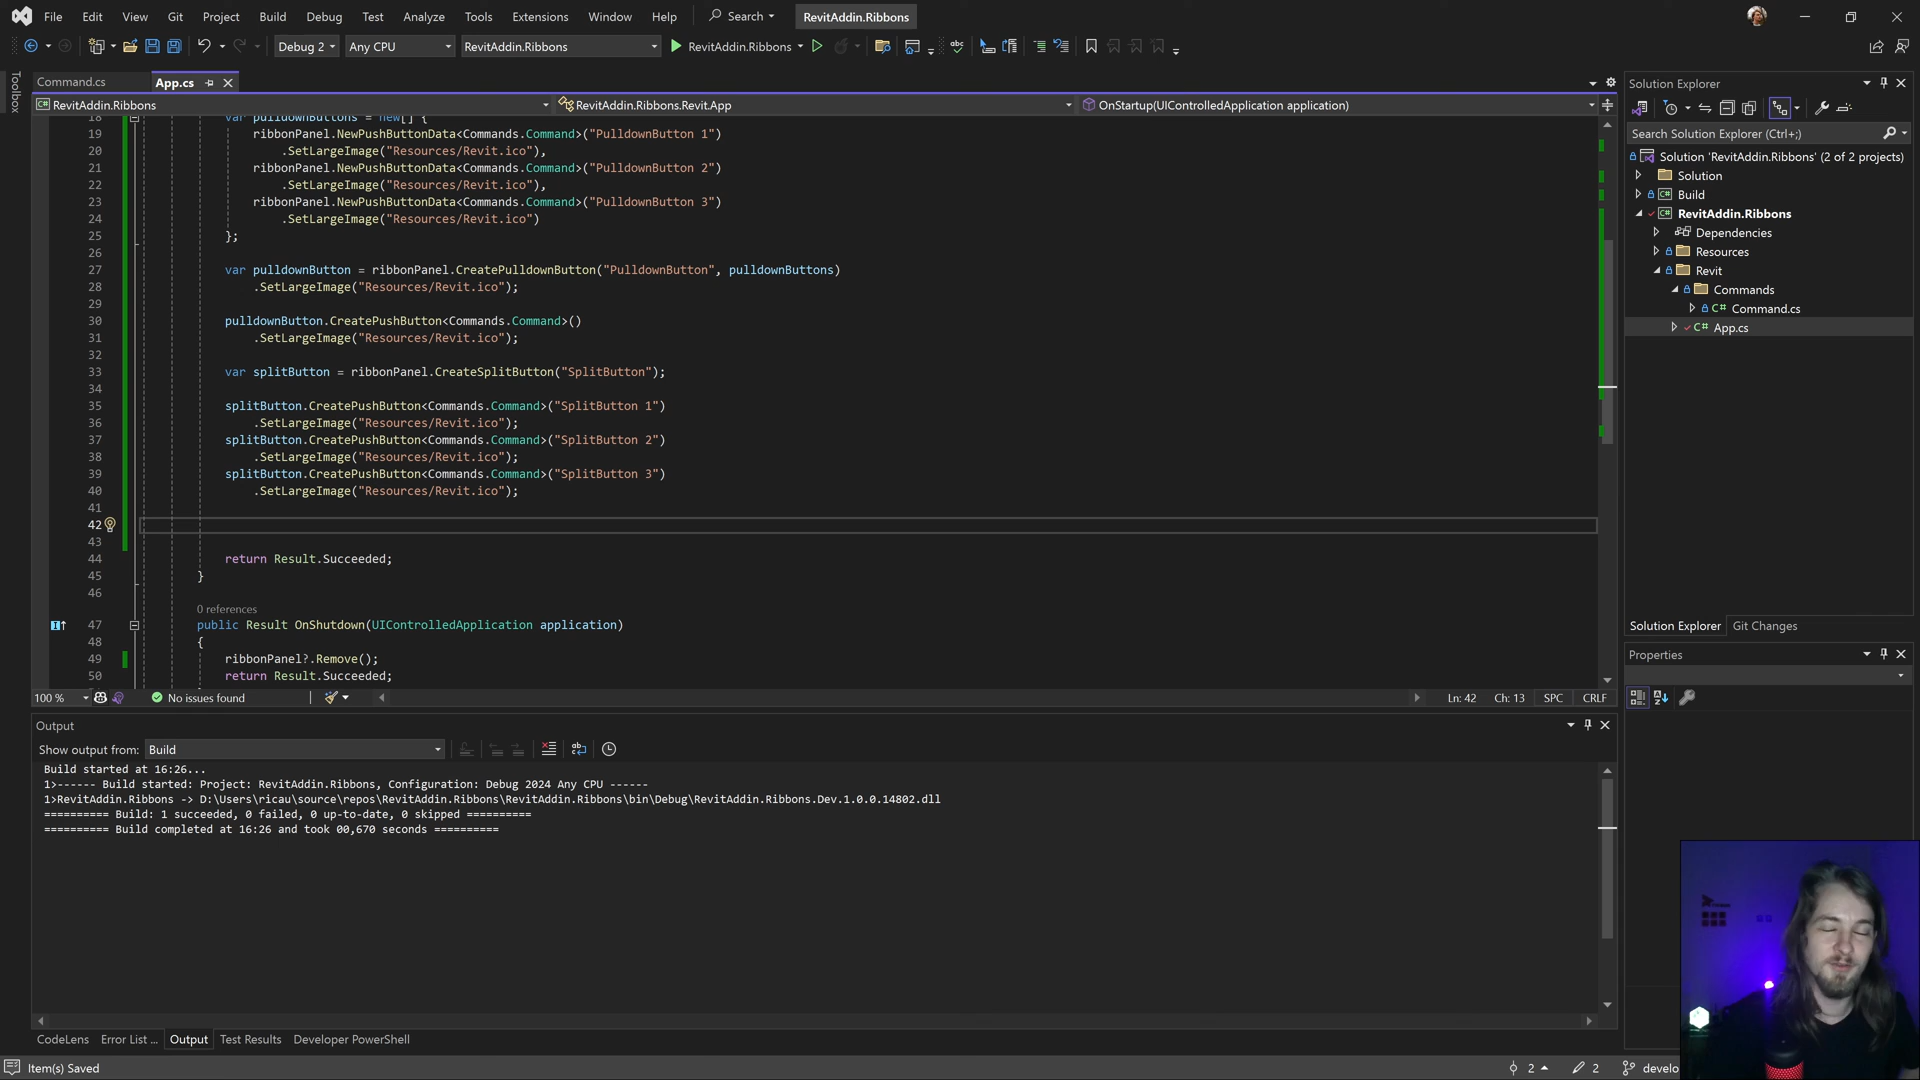 File Edit View Git Project Build Debug Test Analyze Tools Extensions Window Help Search RevitAddin.Ribbons
Debug 2 Any CPU RevitAddin.Ribbons RevitAddin.Ribbons
Toolbox
Command.cs App.cs
RevitAddin.Ribbons RevitAddin.Ribbons.Revit.App OnStartup(UIControlledApplication application)
18 var pulldownButtons = new[] {
19 ribbonPanel.NewPushButtonData<Commands.Command>("PulldownButton 1")
20 .SetLargeImage("Resources/Revit.ico"),
21 ribbonPanel.NewPushButtonData<Commands.Command>("PulldownButton 2")
22 .SetLargeImage("Resources/Revit.ico"),
23 ribbonPanel.NewPushButtonData<Commands.Command>("PulldownButton 3")
24 .SetLargeImage("Resources/Revit.ico")
25 };
26
27 var pulldownButton = ribbonPanel.CreatePulldownButton("PulldownButton", pulldownButtons)
28 .SetLargeImage("Resources/Revit.ico");
29
30 pulldownButton.CreatePushButton<Commands.Command>()
31 .SetLargeImage("Resources/Revit.ico");
32
33 var splitButton = ribbonPanel.CreateSplitButton("SplitButton");
34
35 splitButton.CreatePushButton<Commands.Command>("SplitButton 1")
36 .SetLargeImage("Resources/Revit.ico");
37 splitButton.CreatePushButton<Commands.Command>("SplitButton 2")
38 .SetLargeImage("Resources/Revit.ico");
39 splitButton.CreatePushButton<Commands.Command>("SplitButton 3")
40 .SetLargeImage("Resources/Revit.ico");
41
42
43
44 return Result.Succeeded;
45 }
46
0 references
47 public Result OnShutdown(UIControlledApplication application)
48 {
49 ribbonPanel?.Remove();
50 return Result.Succeeded;
100 % No issues found Ln: 42 Ch: 13 SPC CRLF
Output
Show output from: Build
Build started at 16:26...
1>------ Build started: Project: RevitAddin.Ribbons, Configuration: Debug 2024 Any CPU ------
1>RevitAddin.Ribbons -> D:\Users\ricau\source\repos\RevitAddin.Ribbons\RevitAddin.Ribbons\bin\Debug\RevitAddin.Ribbons.Dev.1.0.0.14802.dll
========== Build: 1 succeeded, 0 failed, 0 up-to-date, 0 skipped ==========
========== Build completed at 16:26 and took 00,670 seconds ==========
CodeLens Error List ... Output Test Results Developer PowerShell
Item(s) Saved 2 2 develo
Solution Explorer
Search Solution Explorer (Ctrl+;)
Solution 'RevitAddin.Ribbons' (2 of 2 projects)
Solution
Build
RevitAddin.Ribbons
Dependencies
Resources
Revit
Commands
C# Command.cs
C# App.cs
Solution Explorer Git Changes
Properties